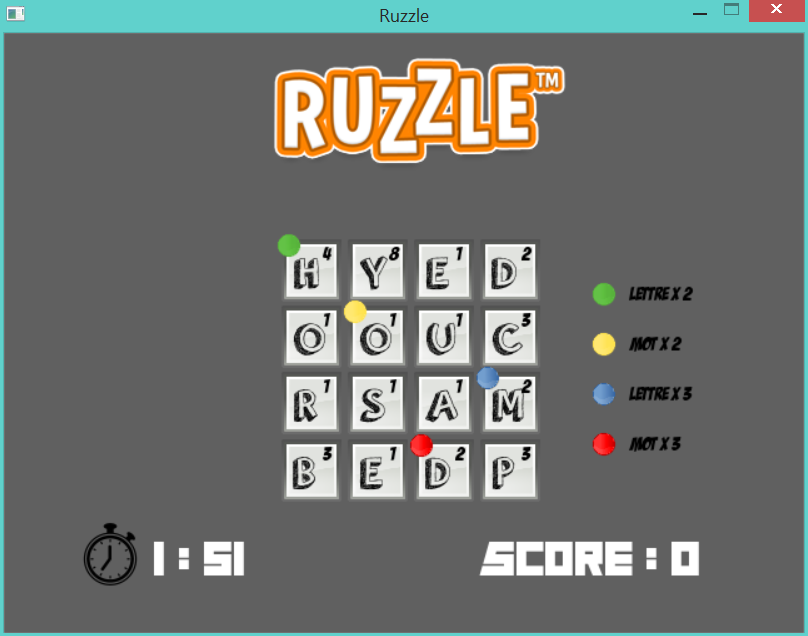 Ruzzle
RUZZLE™
H4 Y8 E1 D2
O1 O1 U1 C3
R1 S1 A1 M2
B3 E1 D2 P3
LETTRE X 2
MOT X 2
LETTRE X 3
MOT X 3
1 : 51
SCORE : 0